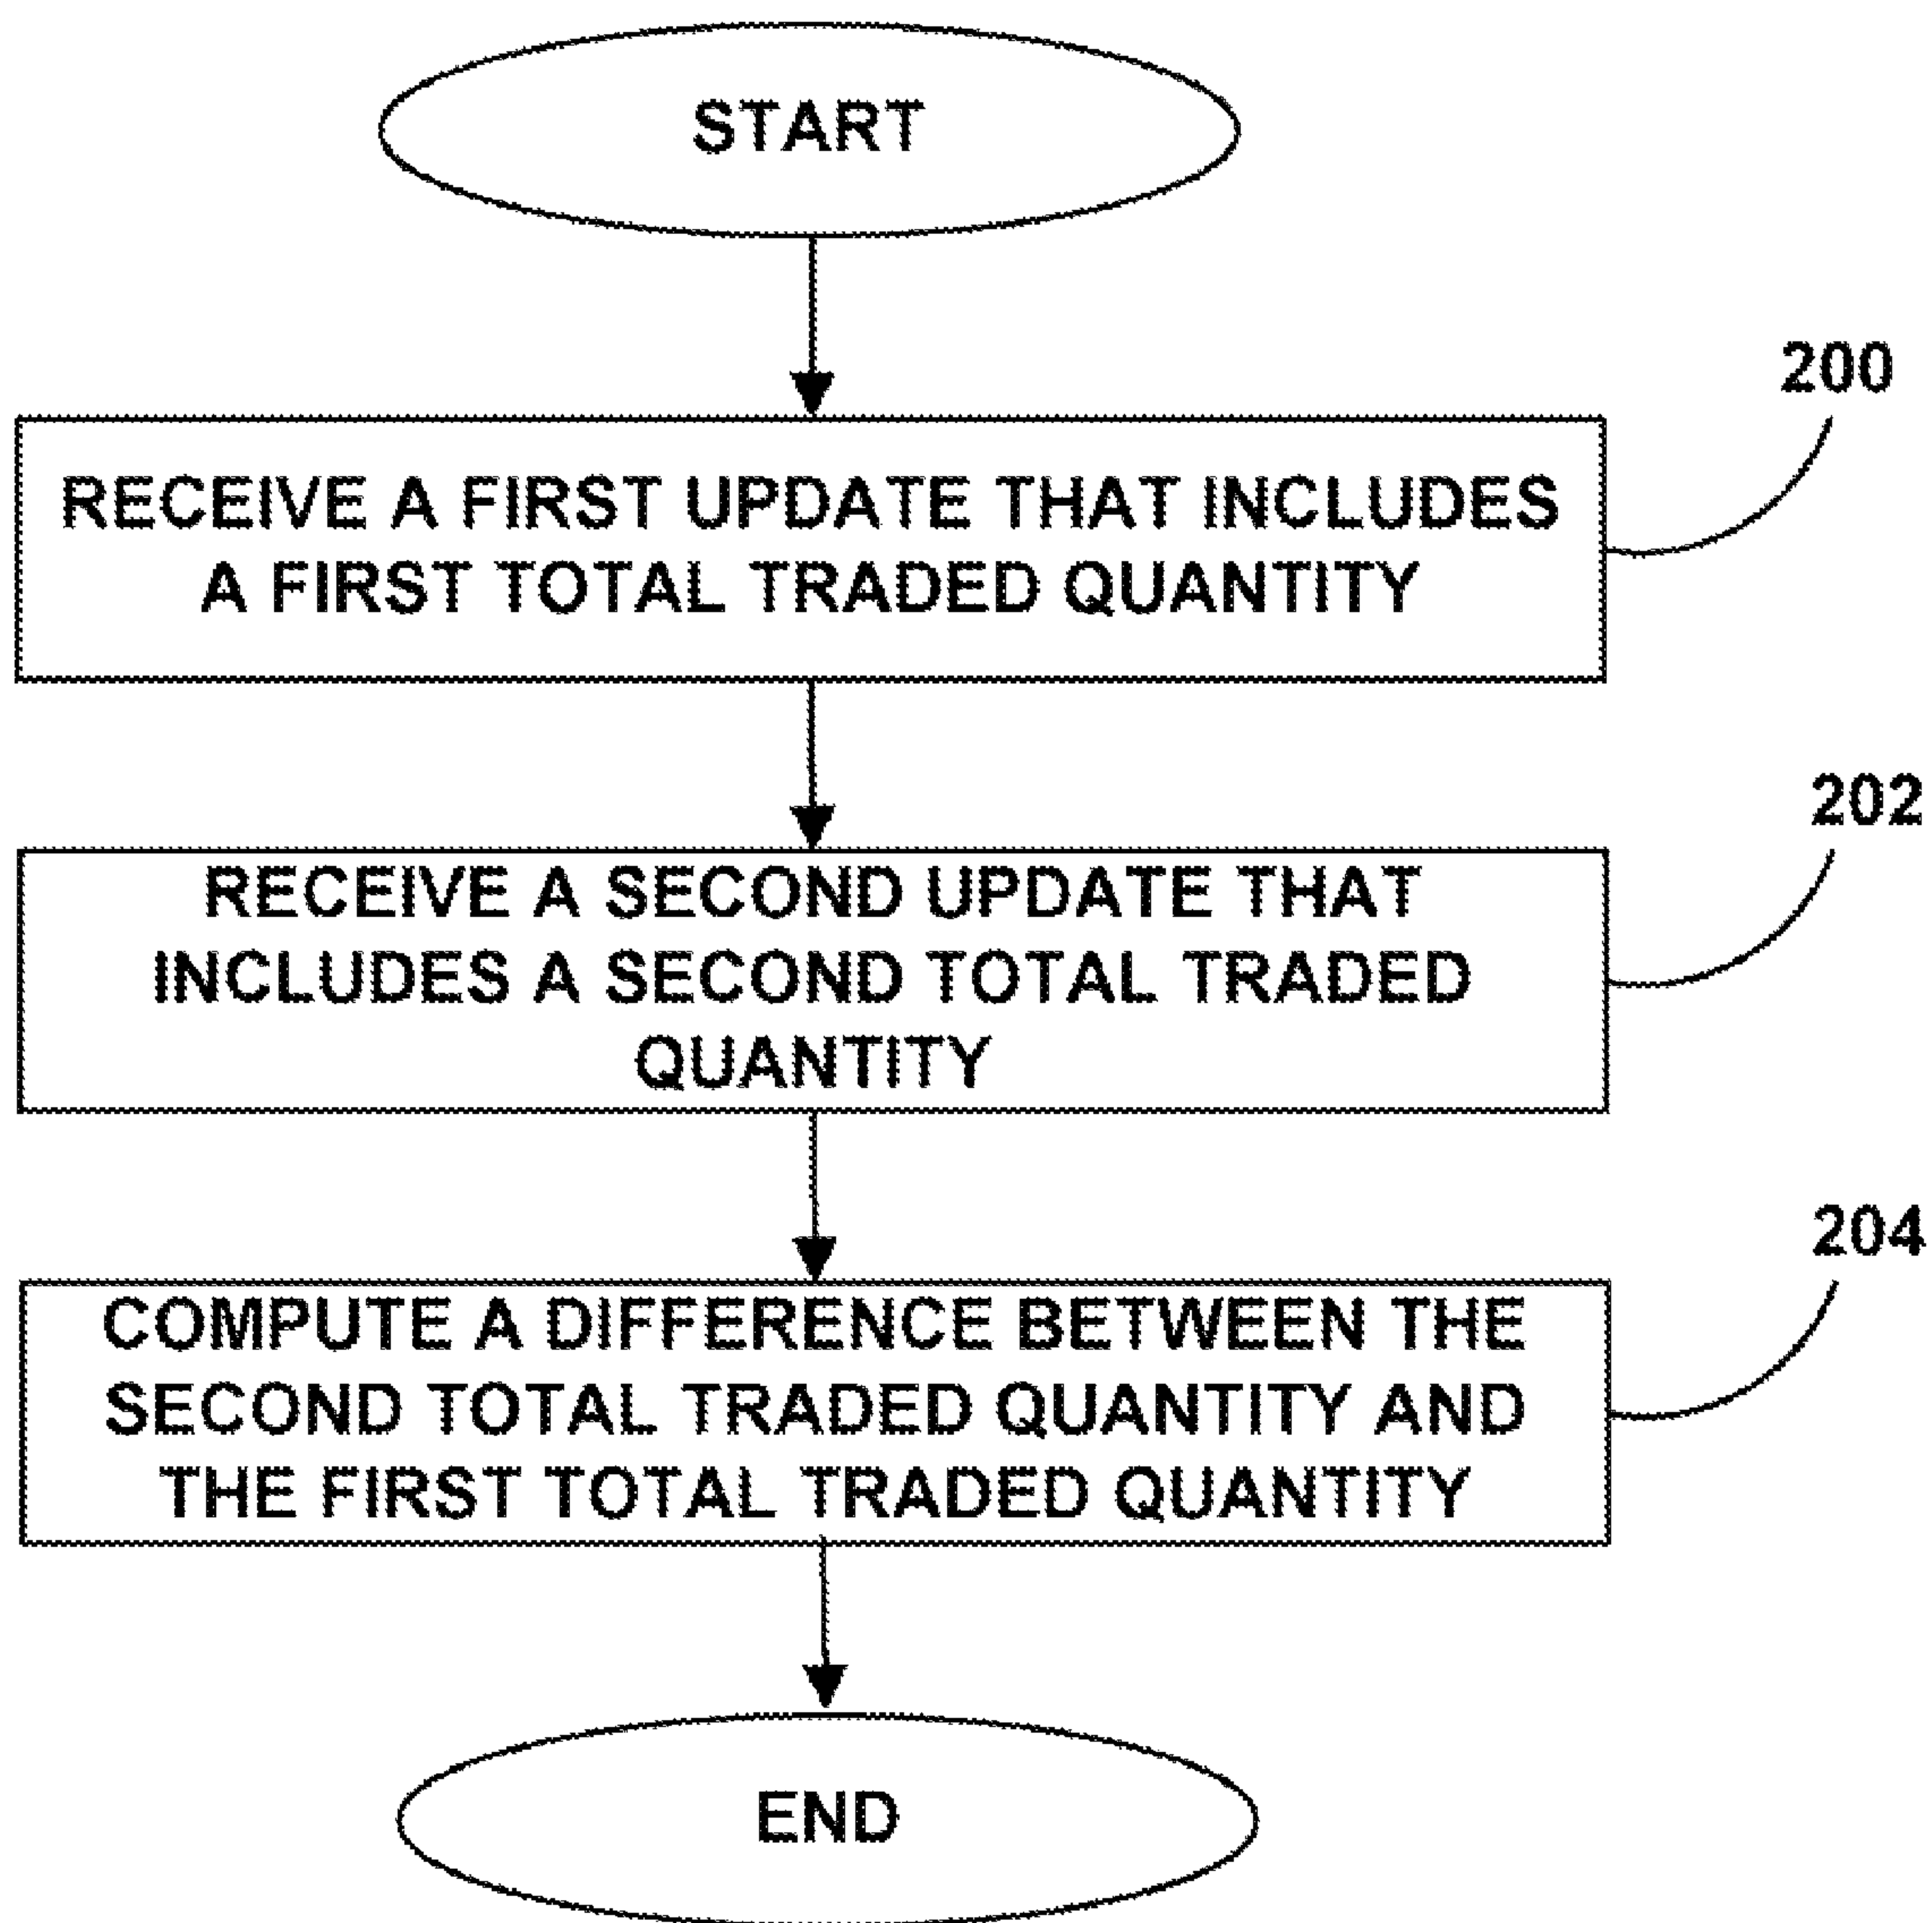 START
200
RECEIVE A FIRST UPDATE THAT INCLUDES
A FIRST TOTAL TRADED QUANTITY
202
RECEIVE A SECOND UPDATE THAT
INCLUDES A SECOND TOTAL TRADED
QUANTITY
204
COMPUTE A DIFFERENCE BETWEEN THE
SECOND TOTAL TRADED QUANTITY AND
THE FIRST TOTAL TRADED QUANTITY
END